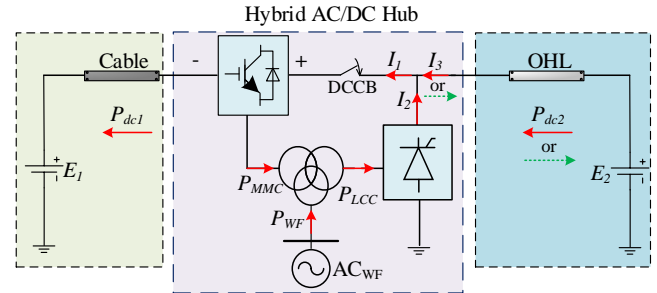 Hybrid AC/DC Hub
Cable
-
+
DCCB
I1
I3
or
I2
OHL
Pdc1
Pdc2
or
E1
+
-
PMMC
PLCC
PWF
ACWF
E2
+
-